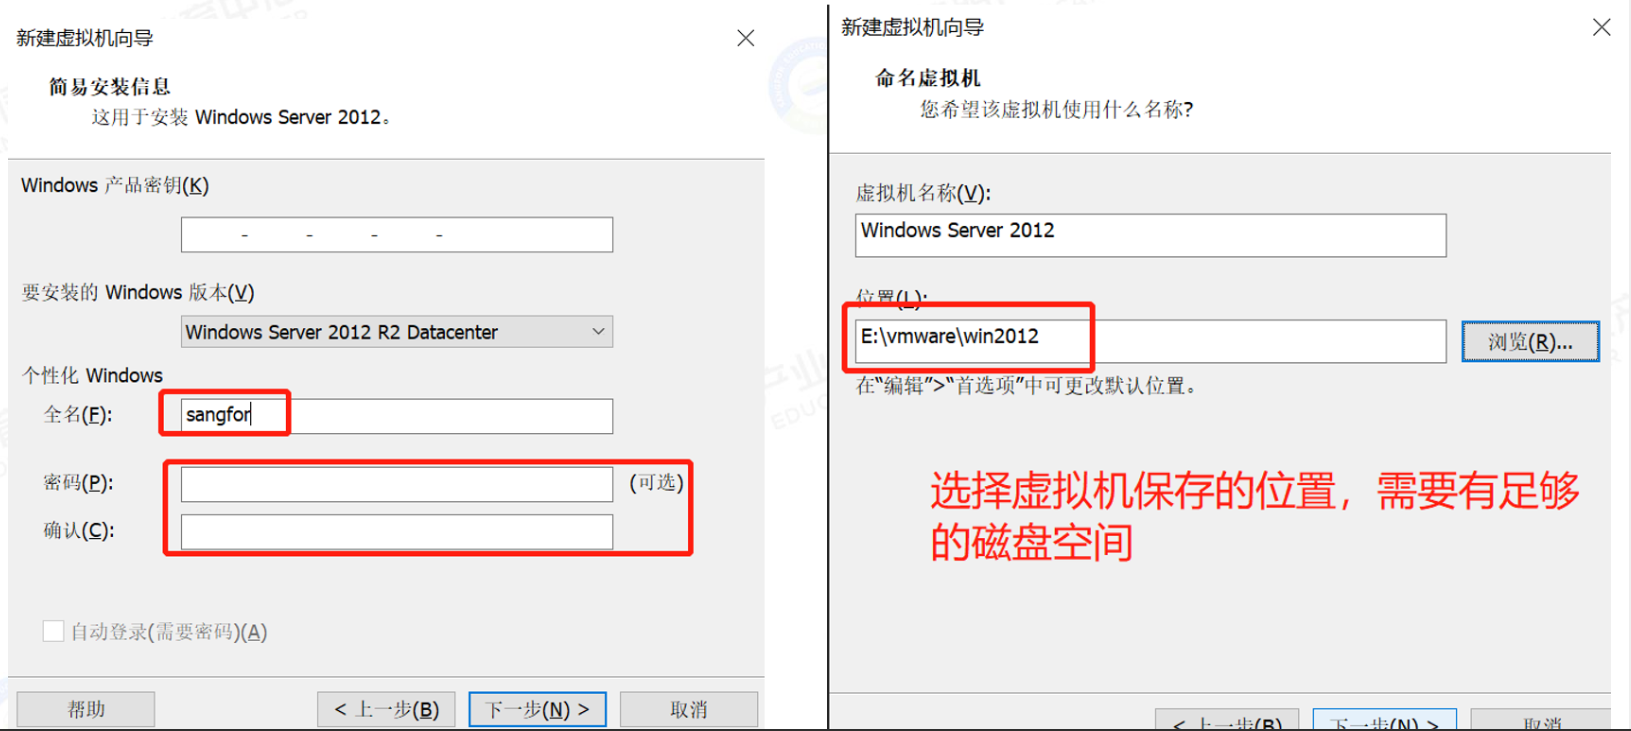 新建虚拟机向导
简易安装信息
这用于安装 Windows Server 2012。
Windows 产品密钥(K)
- - - -
要安装的 Windows 版本(V)
Windows Server 2012 R2 Datacenter
个性化 Windows
全名(F):
sangfor
密码(P):
(可选)
确认(C):
自动登录(需要密码)(A)
帮助
< 上一步(B)
下一步(N) >
取消
新建虚拟机向导
命名虚拟机
您希望该虚拟机使用什么名称?
虚拟机名称(V):
Windows Server 2012
位置(L):
E:\vmware\win2012
浏览(R)...
在“编辑”>“首选项”中可更改默认位置。
选择虚拟机保存的位置，需要有足够
的磁盘空间
< 上一步(B)
下一步(N) >
取消